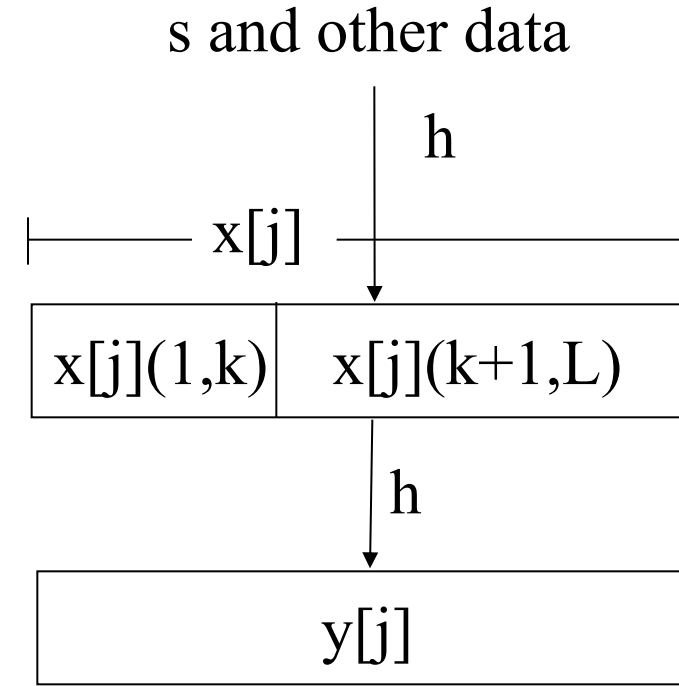 s and other data
h
x[j]
x[j](1,k) x[j](k+1,L)
h
y[j]